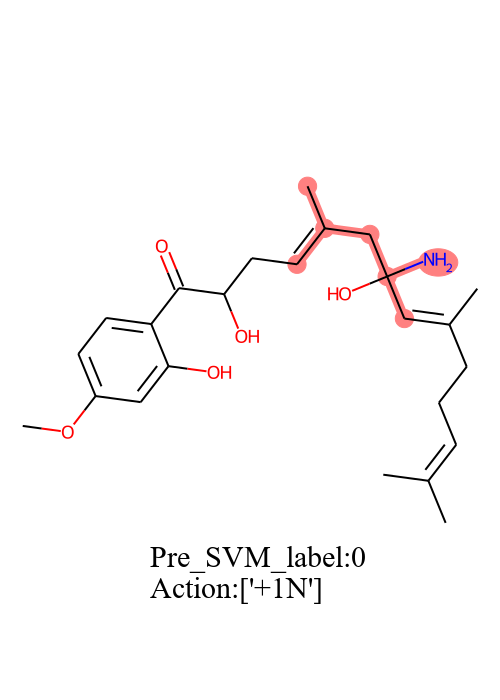 O
NH2
HO
OH
OH
O
Pre_SVM_label:0
Action:['+1N']